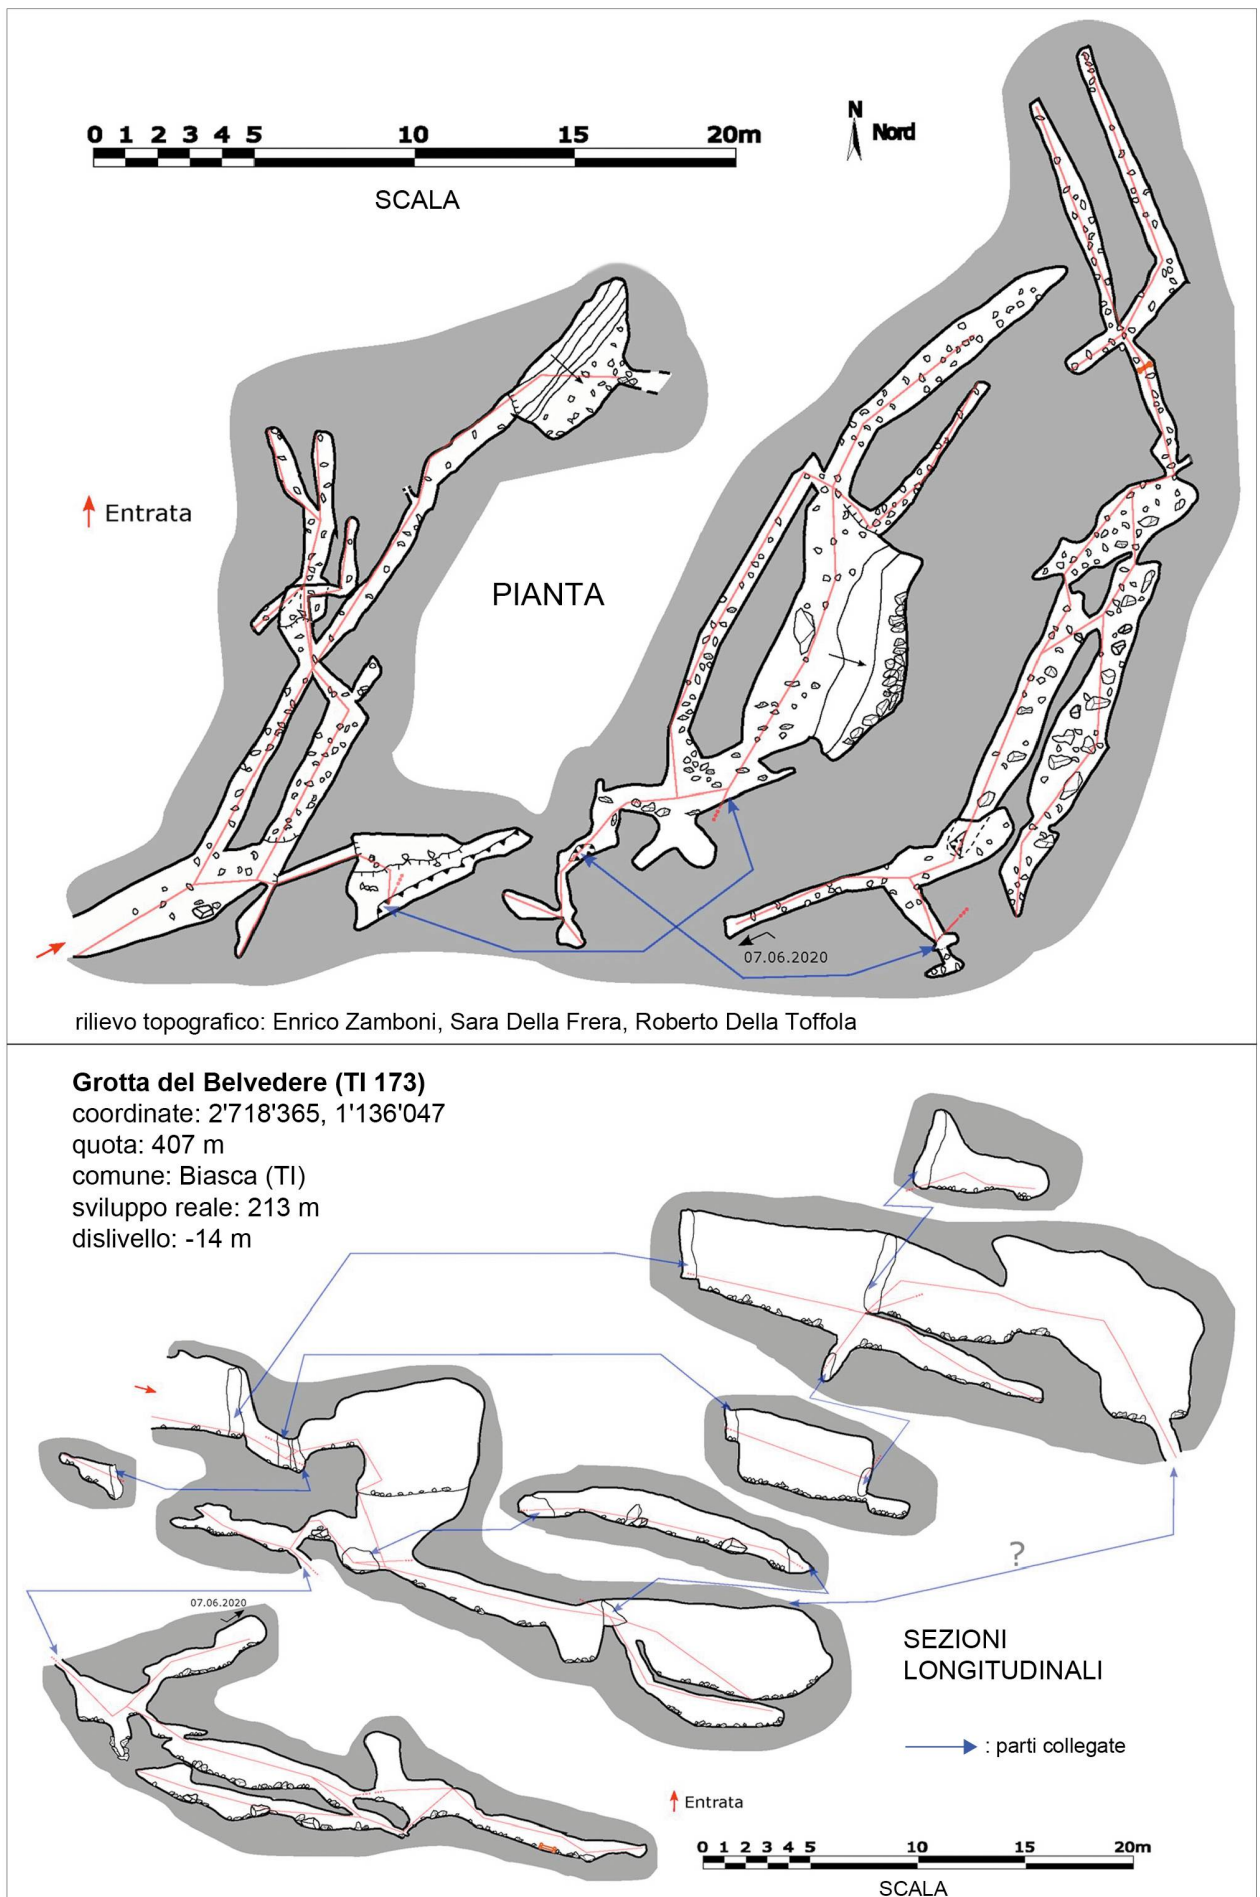 0 1 2 3 4 5 10 15 20m
SCALA
N
Nord
Entrata
PIANTA
07.06.2020
rilievo topografico: Enrico Zamboni, Sara Della Frera, Roberto Della Toffola
Grotta del Belvedere (TI 173)
coordinate: 2'718'365, 1'136'047
quota: 407 m
comune: Biasca (TI)
sviluppo reale: 213 m
dislivello: -14 m
?
07.06.2020
SEZIONI
LONGITUDINALI
: parti collegate
Entrata
0 1 2 3 4 5 10 15 20m
SCALA